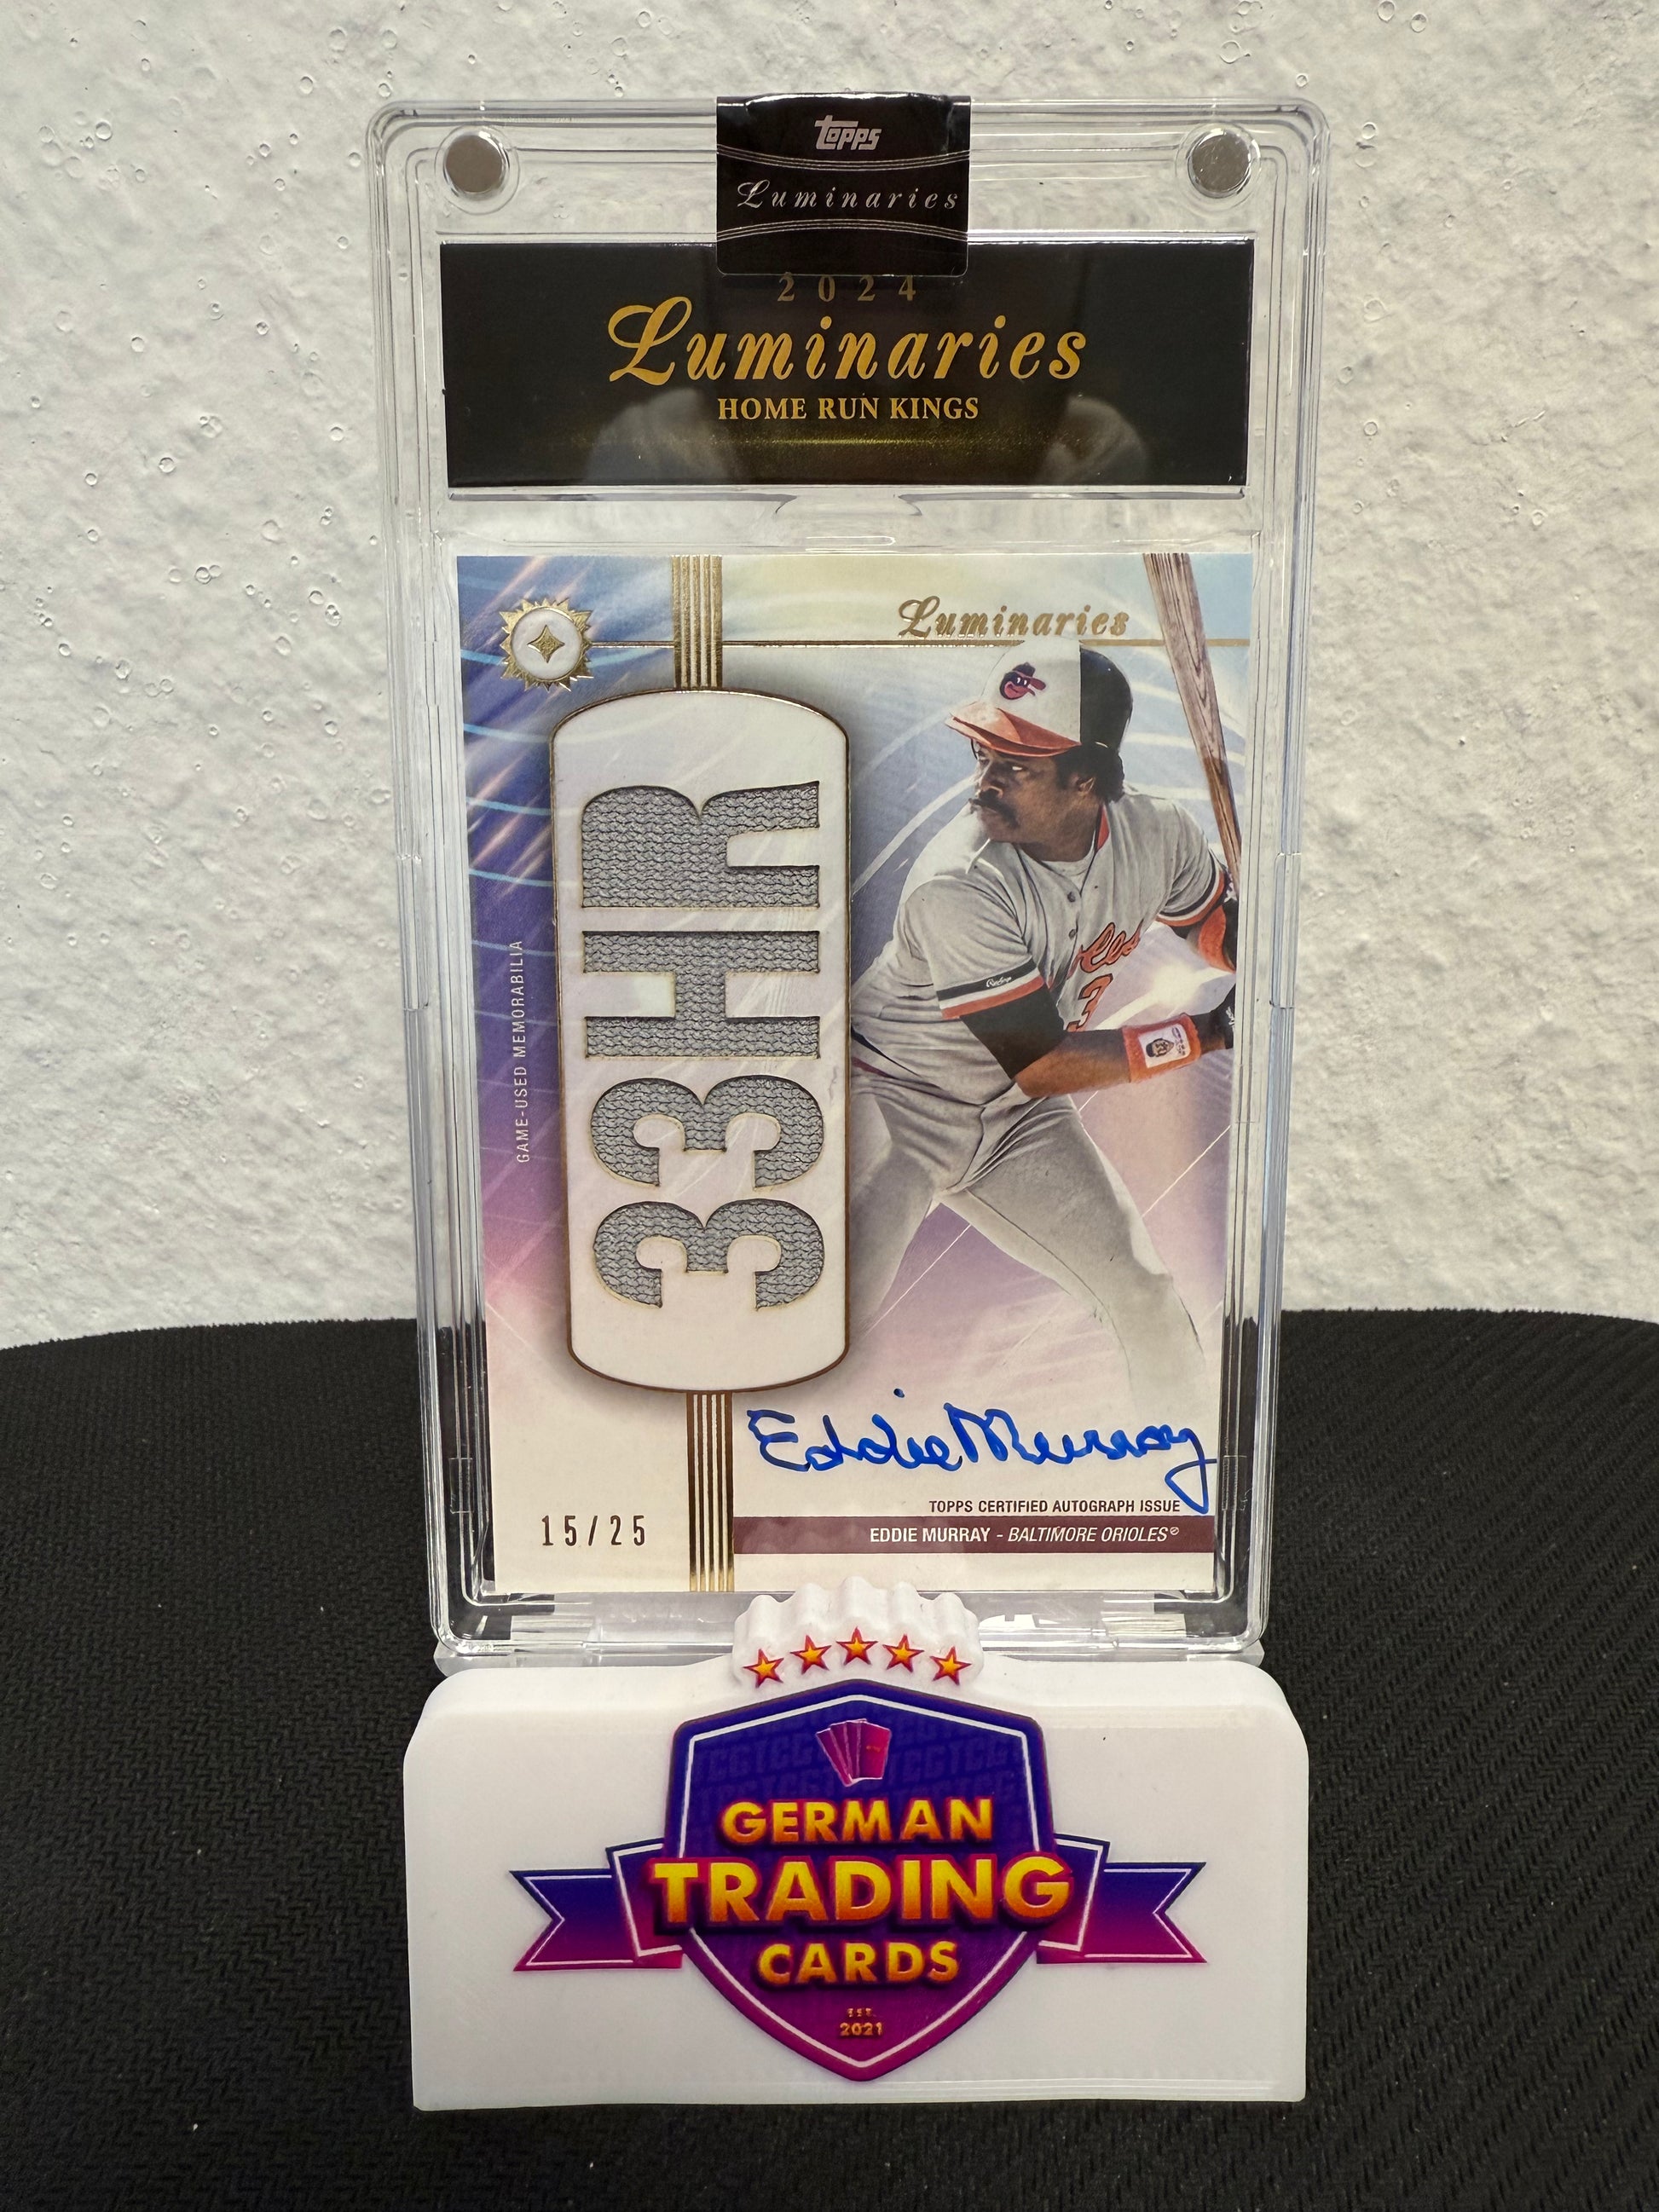 topps
Luminaries
2024
Luminaries
HOME RUN KINGS
Luminaries
33HR
GAME-USED MEMORABILIA
3
Eddie Murray
TOPPS CERTIFIED AUTOGRAPH ISSUE
15/25
EDDIE MURRAY - BALTIMORE ORIOLES®
GERMAN
TRADING
CARDS
EST.
2021